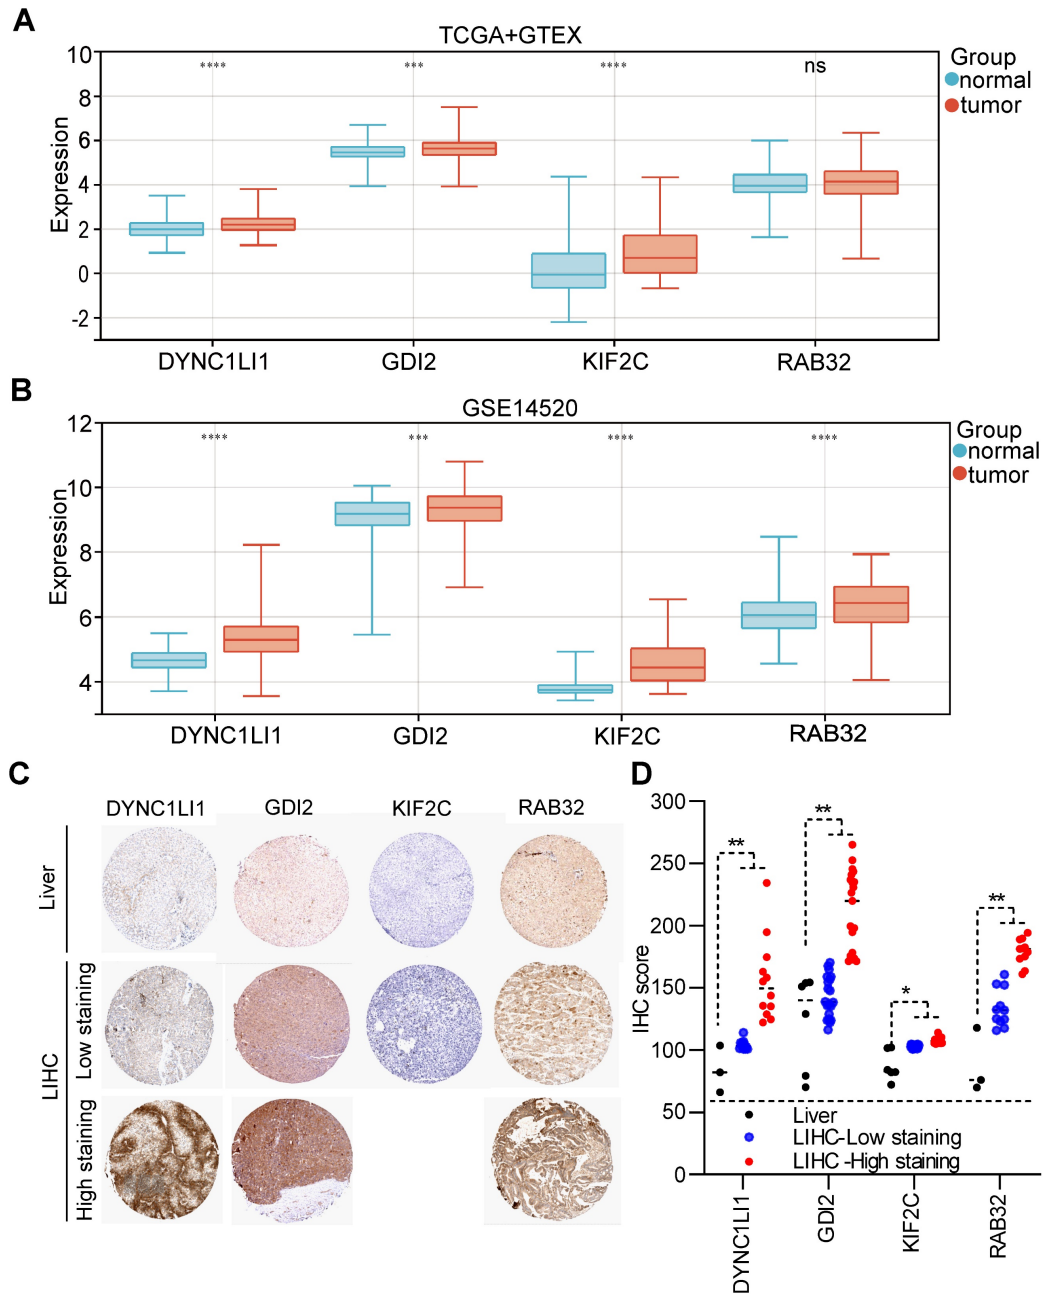 A
TCGA+GTEX
10
8
6
4
2
0
-2
Expression
**** *** **** ns
Group
normal
tumor
DYNC1LI1 GDI2 KIF2C RAB32
B
GSE14520
12
10
8
6
4
Expression
**** *** **** ****
Group
normal
tumor
DYNC1LI1 GDI2 KIF2C RAB32
C
DYNC1LI1 GDI2 KIF2C RAB32
Liver
LIHC
Low staining
High staining
D
300
250
200
150
100
50
0
IHC score
** ** * **
Liver
LIHC-Low staining
LIHC -High staining
DYNC1LI1 GDI2 KIF2C RAB32